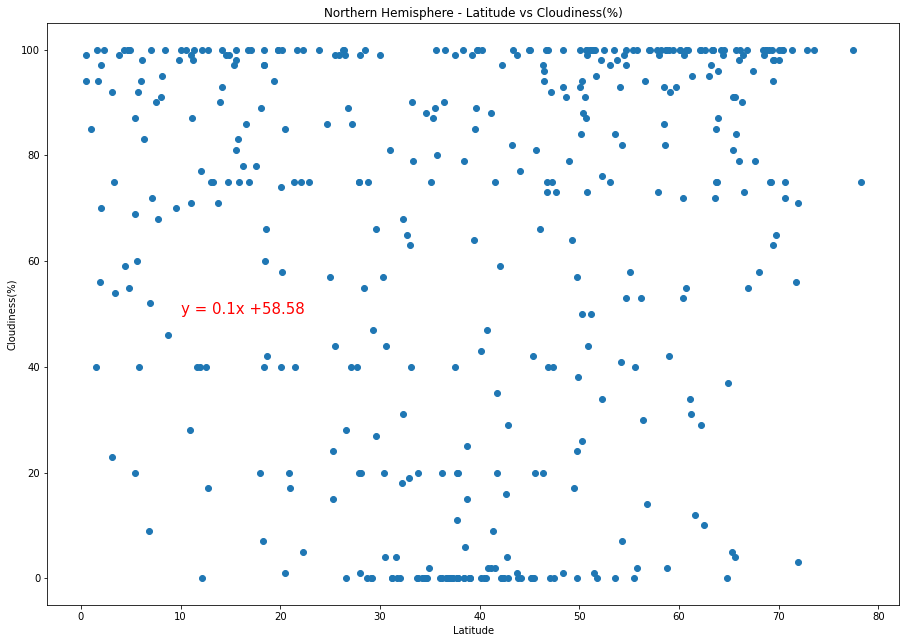 Northern Hemisphere - Latitude vs Cloudiness(%)
100
80
60
40
20
0
Cloudiness(%)
y = 0.1x +58.58
0 10 20 30 40 50 60 70 80
Latitude